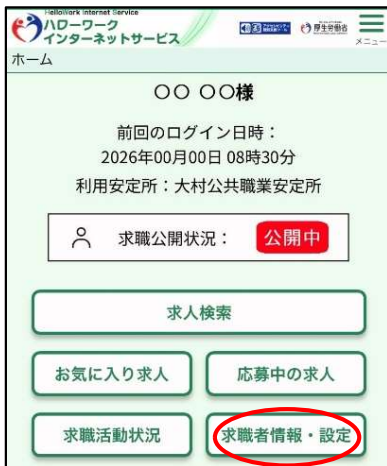 HelloWork Internet Service
ハローワーク
インターネットサービス
厚生労働省
メニュー
ホーム
○○ ○○様
前回のログイン日時：
2026年00月00日 08時30分
利用安定所：大村公共職業安定所
求職公開状況： 公開中
求人検索
お気に入り求人 応募中の求人
求職活動状況 求職者情報・設定